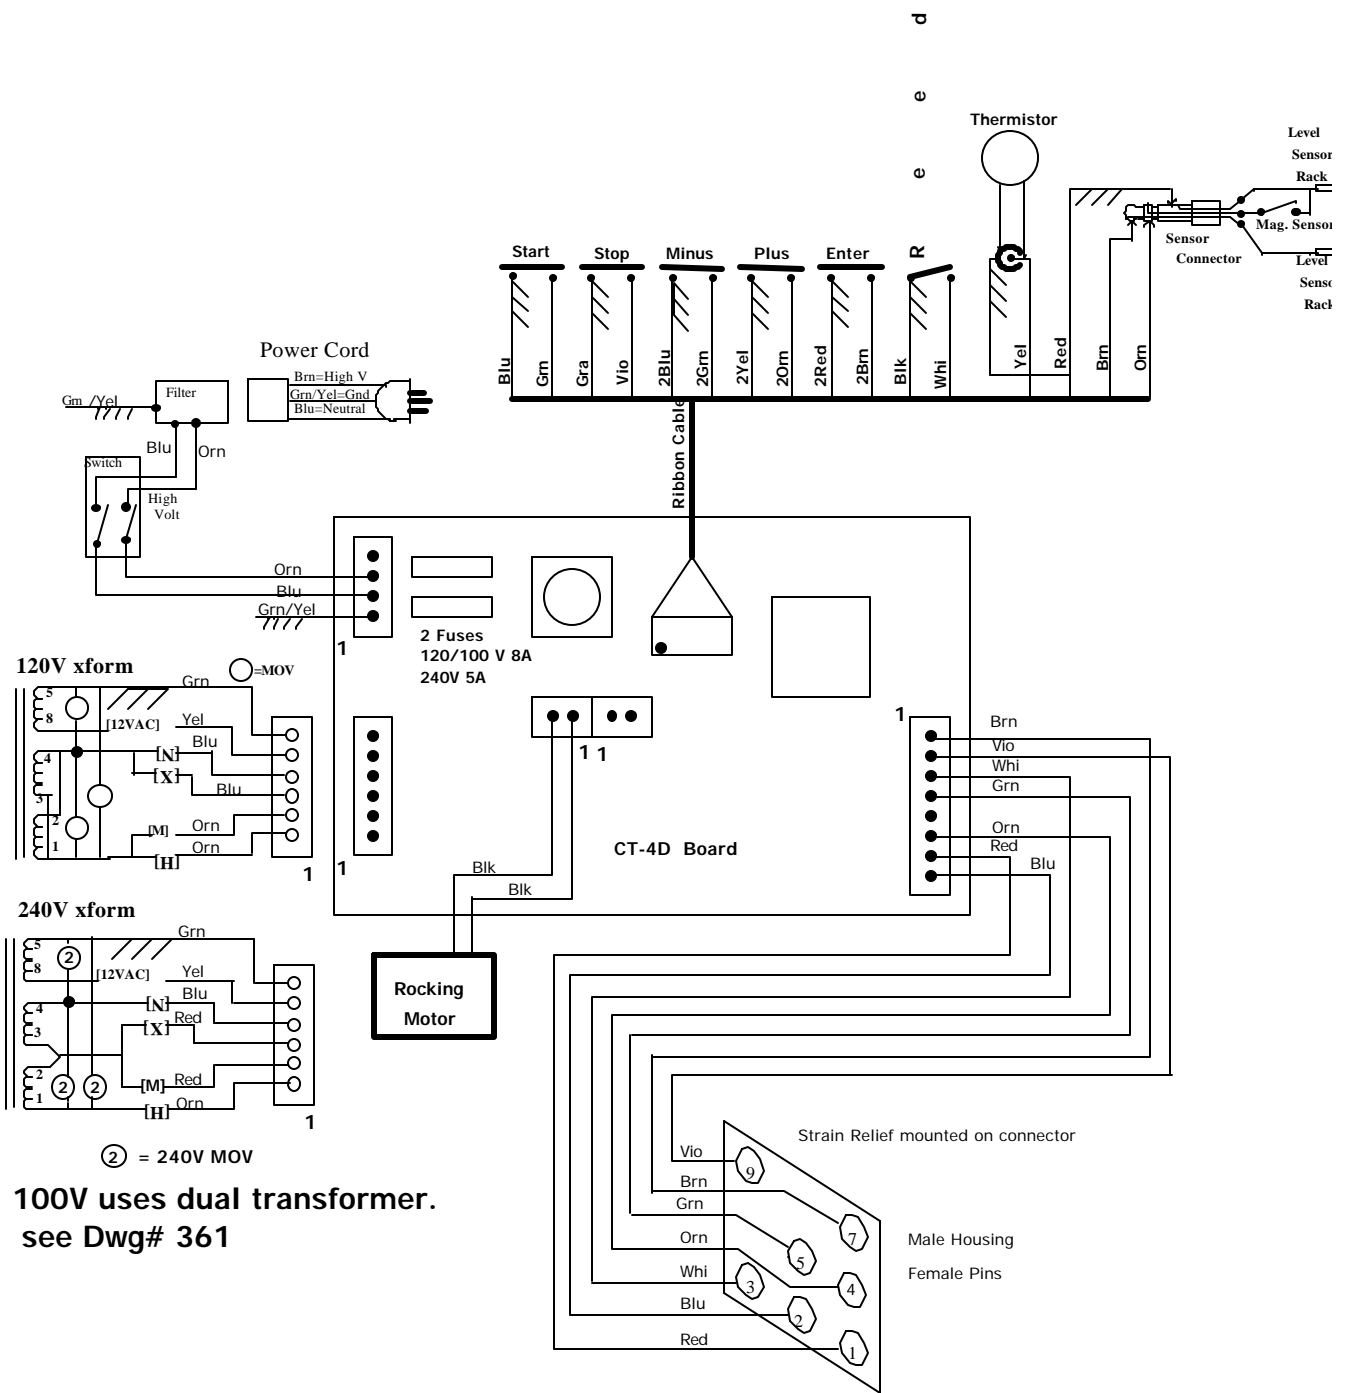 d
e
e
R
Thermistor
Level
Sensor
Rack
Mag. Sensor
Sensor
Connector
Level
Senso
Rack
Start
Stop
Minus
Plus
Enter
Blu
Grn
Gra
Vio
2Blu
2Grn
2Yel
2Orn
2Red
2Brn
Blk
Whi
Yel
Red
Brn
Orn
Ribbon Cable
Power Cord
Brn=High V
Grn/Yel=Gnd
Blu=Neutral
Filter
Grn /Yel
Blu
Orn
Switch
High
Volt
Orn
Blu
Grn/Yel
1
2 Fuses
120/100 V 8A
240V 5A
120V xform
=MOV
Grn
5
8
[12VAC]
Yel
Blu
[N]
4
[X]
3
Blu
2
[M]
Orn
1
Orn
[H]
1
1
1 1
CT-4D Board
Blk
Blk
Rocking
Motor
1
Brn
Vio
Whi
Grn
Orn
Red
Blu
240V xform
Grn
5
2
8
[12VAC]
Yel
Blu
4
[N]
Red
3
[X]
2
1
2
2
[M]
Red
[H]
Orn
1
2 = 240V MOV
100V uses dual transformer.
see Dwg# 361
Strain Relief mounted on connector
Vio
9
Brn
7
Grn
5
Orn
4
Whi
3
Blu
2
Red
1
Male Housing
Female Pins